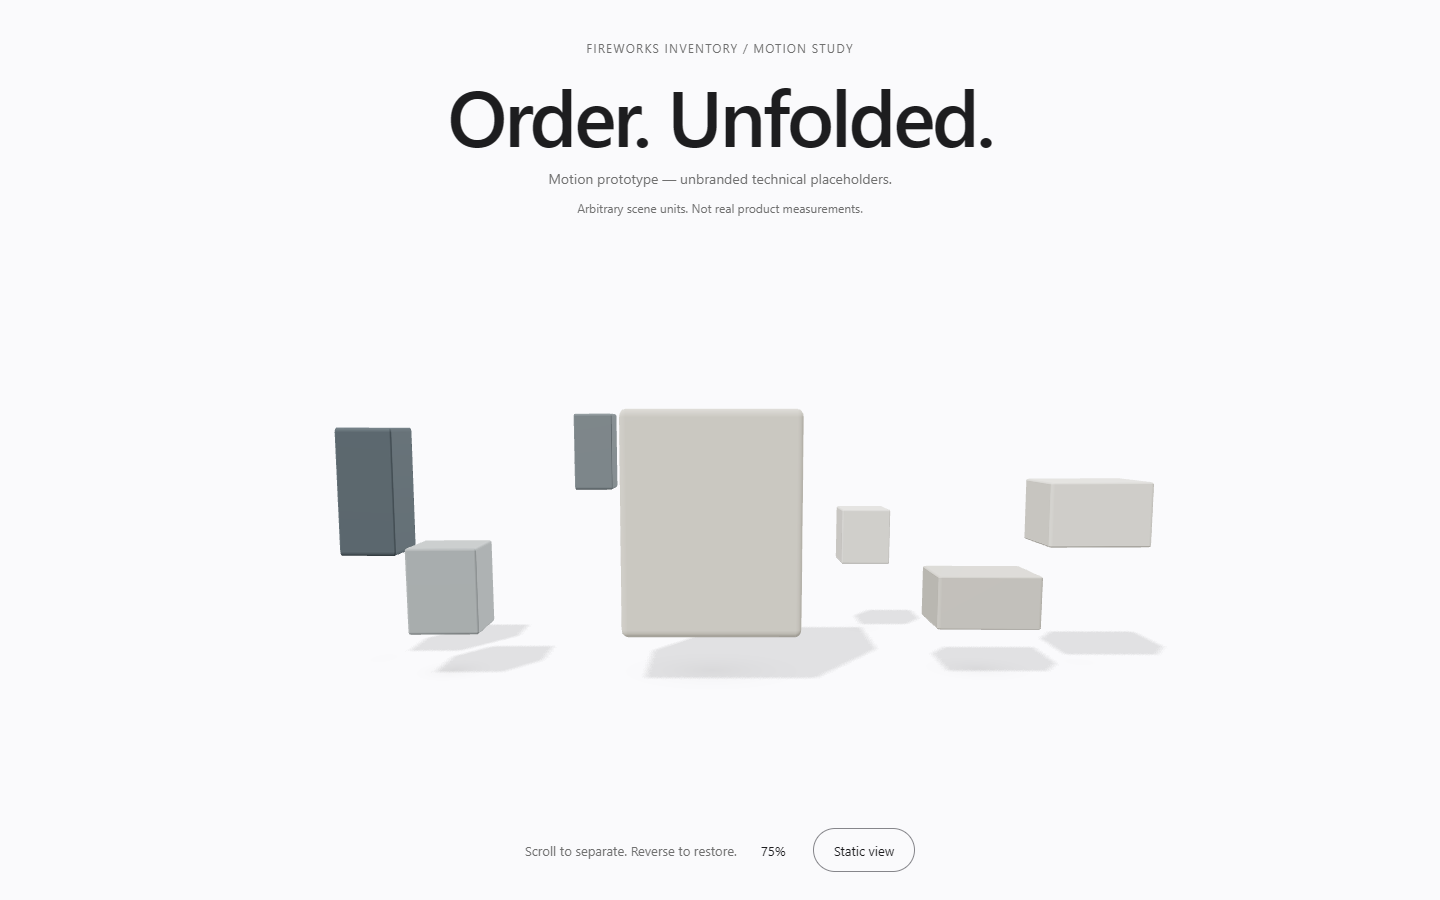 FIREWORKS INVENTORY / MOTION STUDY
Order. Unfolded.
Motion prototype — unbranded technical placeholders.
Arbitrary scene units. Not real product measurements.
Scroll to separate. Reverse to restore. 75% Static view